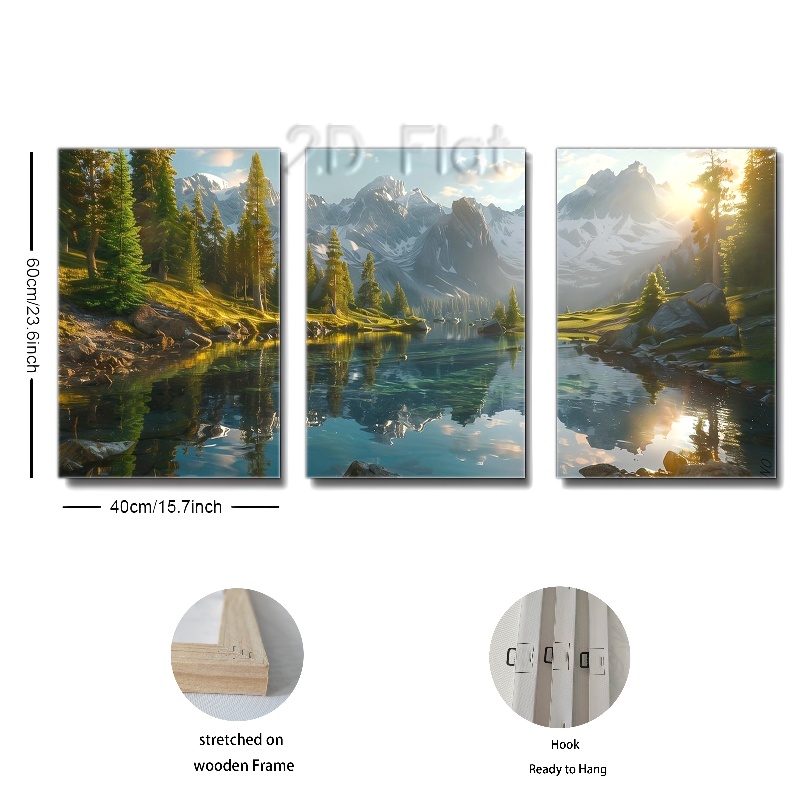 2D Flat
60cm/23.6inch
40cm/15.7inch
stretched on
wooden Frame
Hook
Ready to Hang